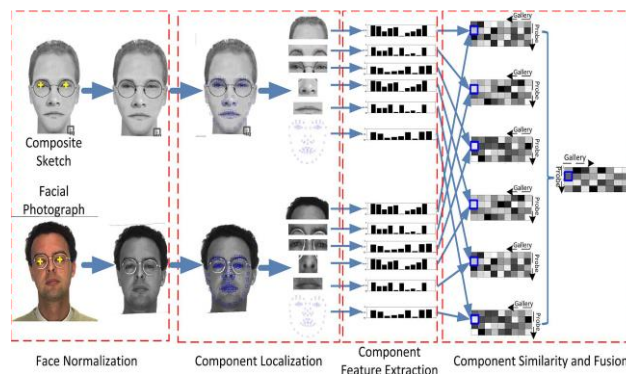 Composite
Sketch
Facial
Photograph
Face Normalization
Component Localization
Component
Feature Extraction
Component Similarity and Fusion
Gallery
Probe
Gallery
Probe
Gallery
Probe
Gallery
Probe
Gallery
Probe
Gallery
Probe
Gallery
Probe